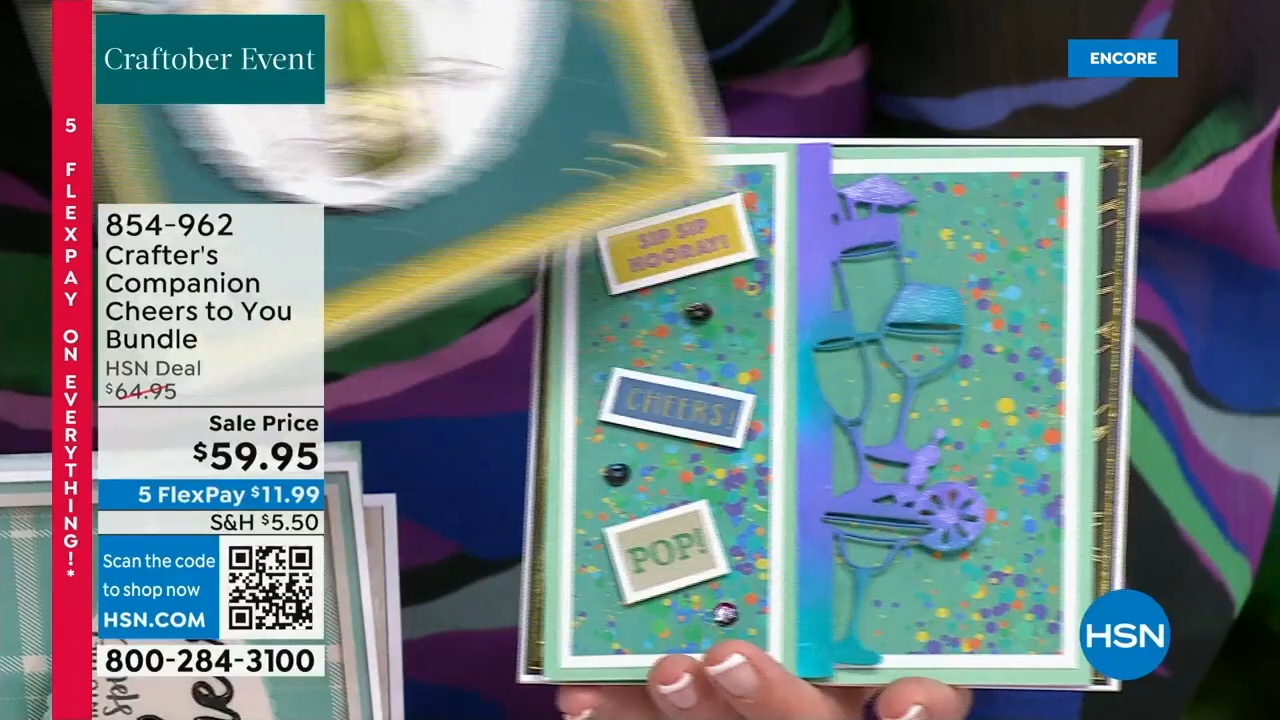 Craftober Event
ENCORE
5 FLEXPAY ON EVERYTHING!*
854-962
Crafter's
Companion
Cheers to You
Bundle
HSN Deal
$64.95
Sale Price
$59.95
5 FlexPay $11.99
S&H $5.50
Scan the code
to shop now
HSN.COM
800-284-3100
SIP SIP
HOORAY!
CHEERS!
POP!
HSN